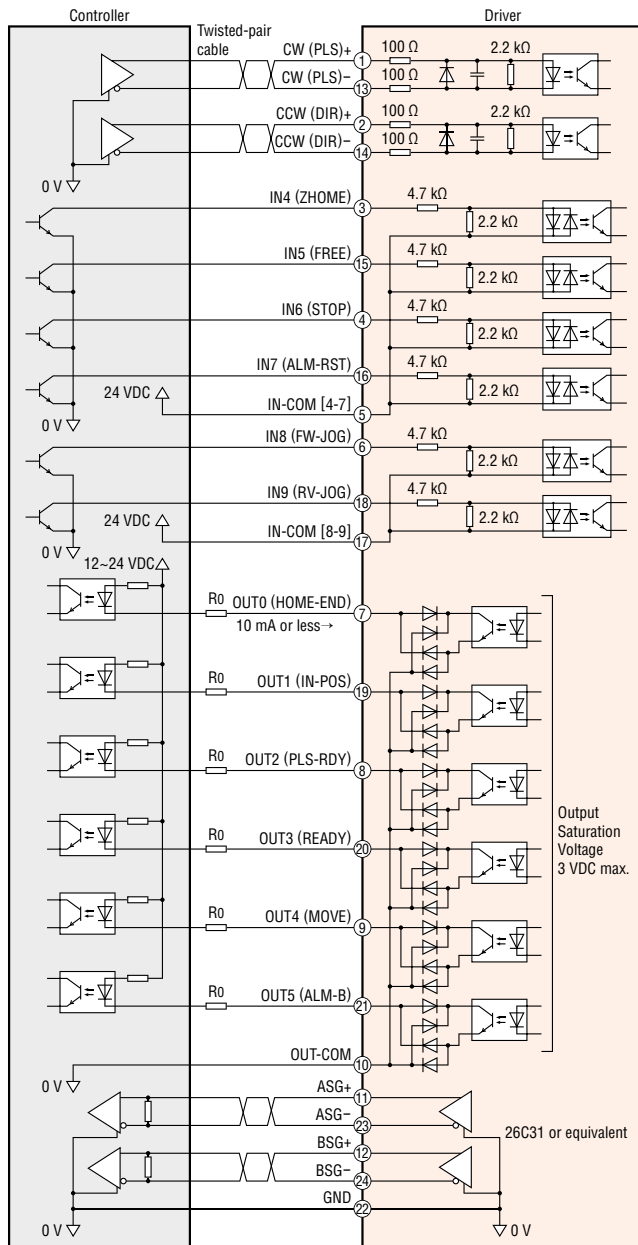 Controller
Driver
Twisted-pair
cable
CW (PLS)+
1
100 Ω
2.2 kΩ
CW (PLS)−
13
100 Ω
CCW (DIR)+
2
100 Ω
2.2 kΩ
CCW (DIR)−
14
100 Ω
0 V
IN4 (ZHOME)
3
4.7 kΩ
2.2 kΩ
IN5 (FREE)
15
4.7 kΩ
2.2 kΩ
IN6 (STOP)
4
4.7 kΩ
2.2 kΩ
IN7 (ALM-RST)
16
4.7 kΩ
2.2 kΩ
24 VDC
IN-COM [4-7]
5
0 V
IN8 (FW-JOG)
6
4.7 kΩ
2.2 kΩ
IN9 (RV-JOG)
18
4.7 kΩ
2.2 kΩ
24 VDC
IN-COM [8-9]
17
0 V
12~24 VDC
R0
OUT0 (HOME-END)
7
10 mA or less→
R0
OUT1 (IN-POS)
19
R0
OUT2 (PLS-RDY)
8
R0
OUT3 (READY)
20
R0
OUT4 (MOVE)
9
R0
OUT5 (ALM-B)
21
Output
Saturation
Voltage
3 VDC max.
OUT-COM
10
0 V
ASG+
11
ASG−
23
26C31 or equivalent
BSG+
12
BSG−
24
GND
22
0 V
0 V